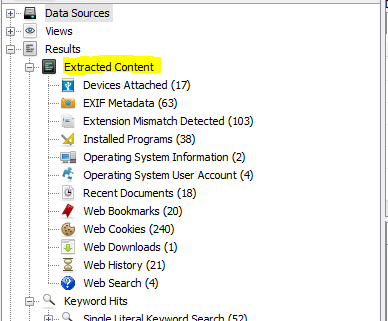 Data Sources
Views
Results
Extracted Content
Devices Attached (17)
EXIF Metadata (63)
Extension Mismatch Detected (103)
Installed Programs (38)
Operating System Information (2)
Operating System User Account (4)
Recent Documents (18)
Web Bookmarks (20)
Web Cookies (240)
Web Downloads (1)
Web History (21)
Web Search (4)
Keyword Hits
Single Literal Keyword Search (52)